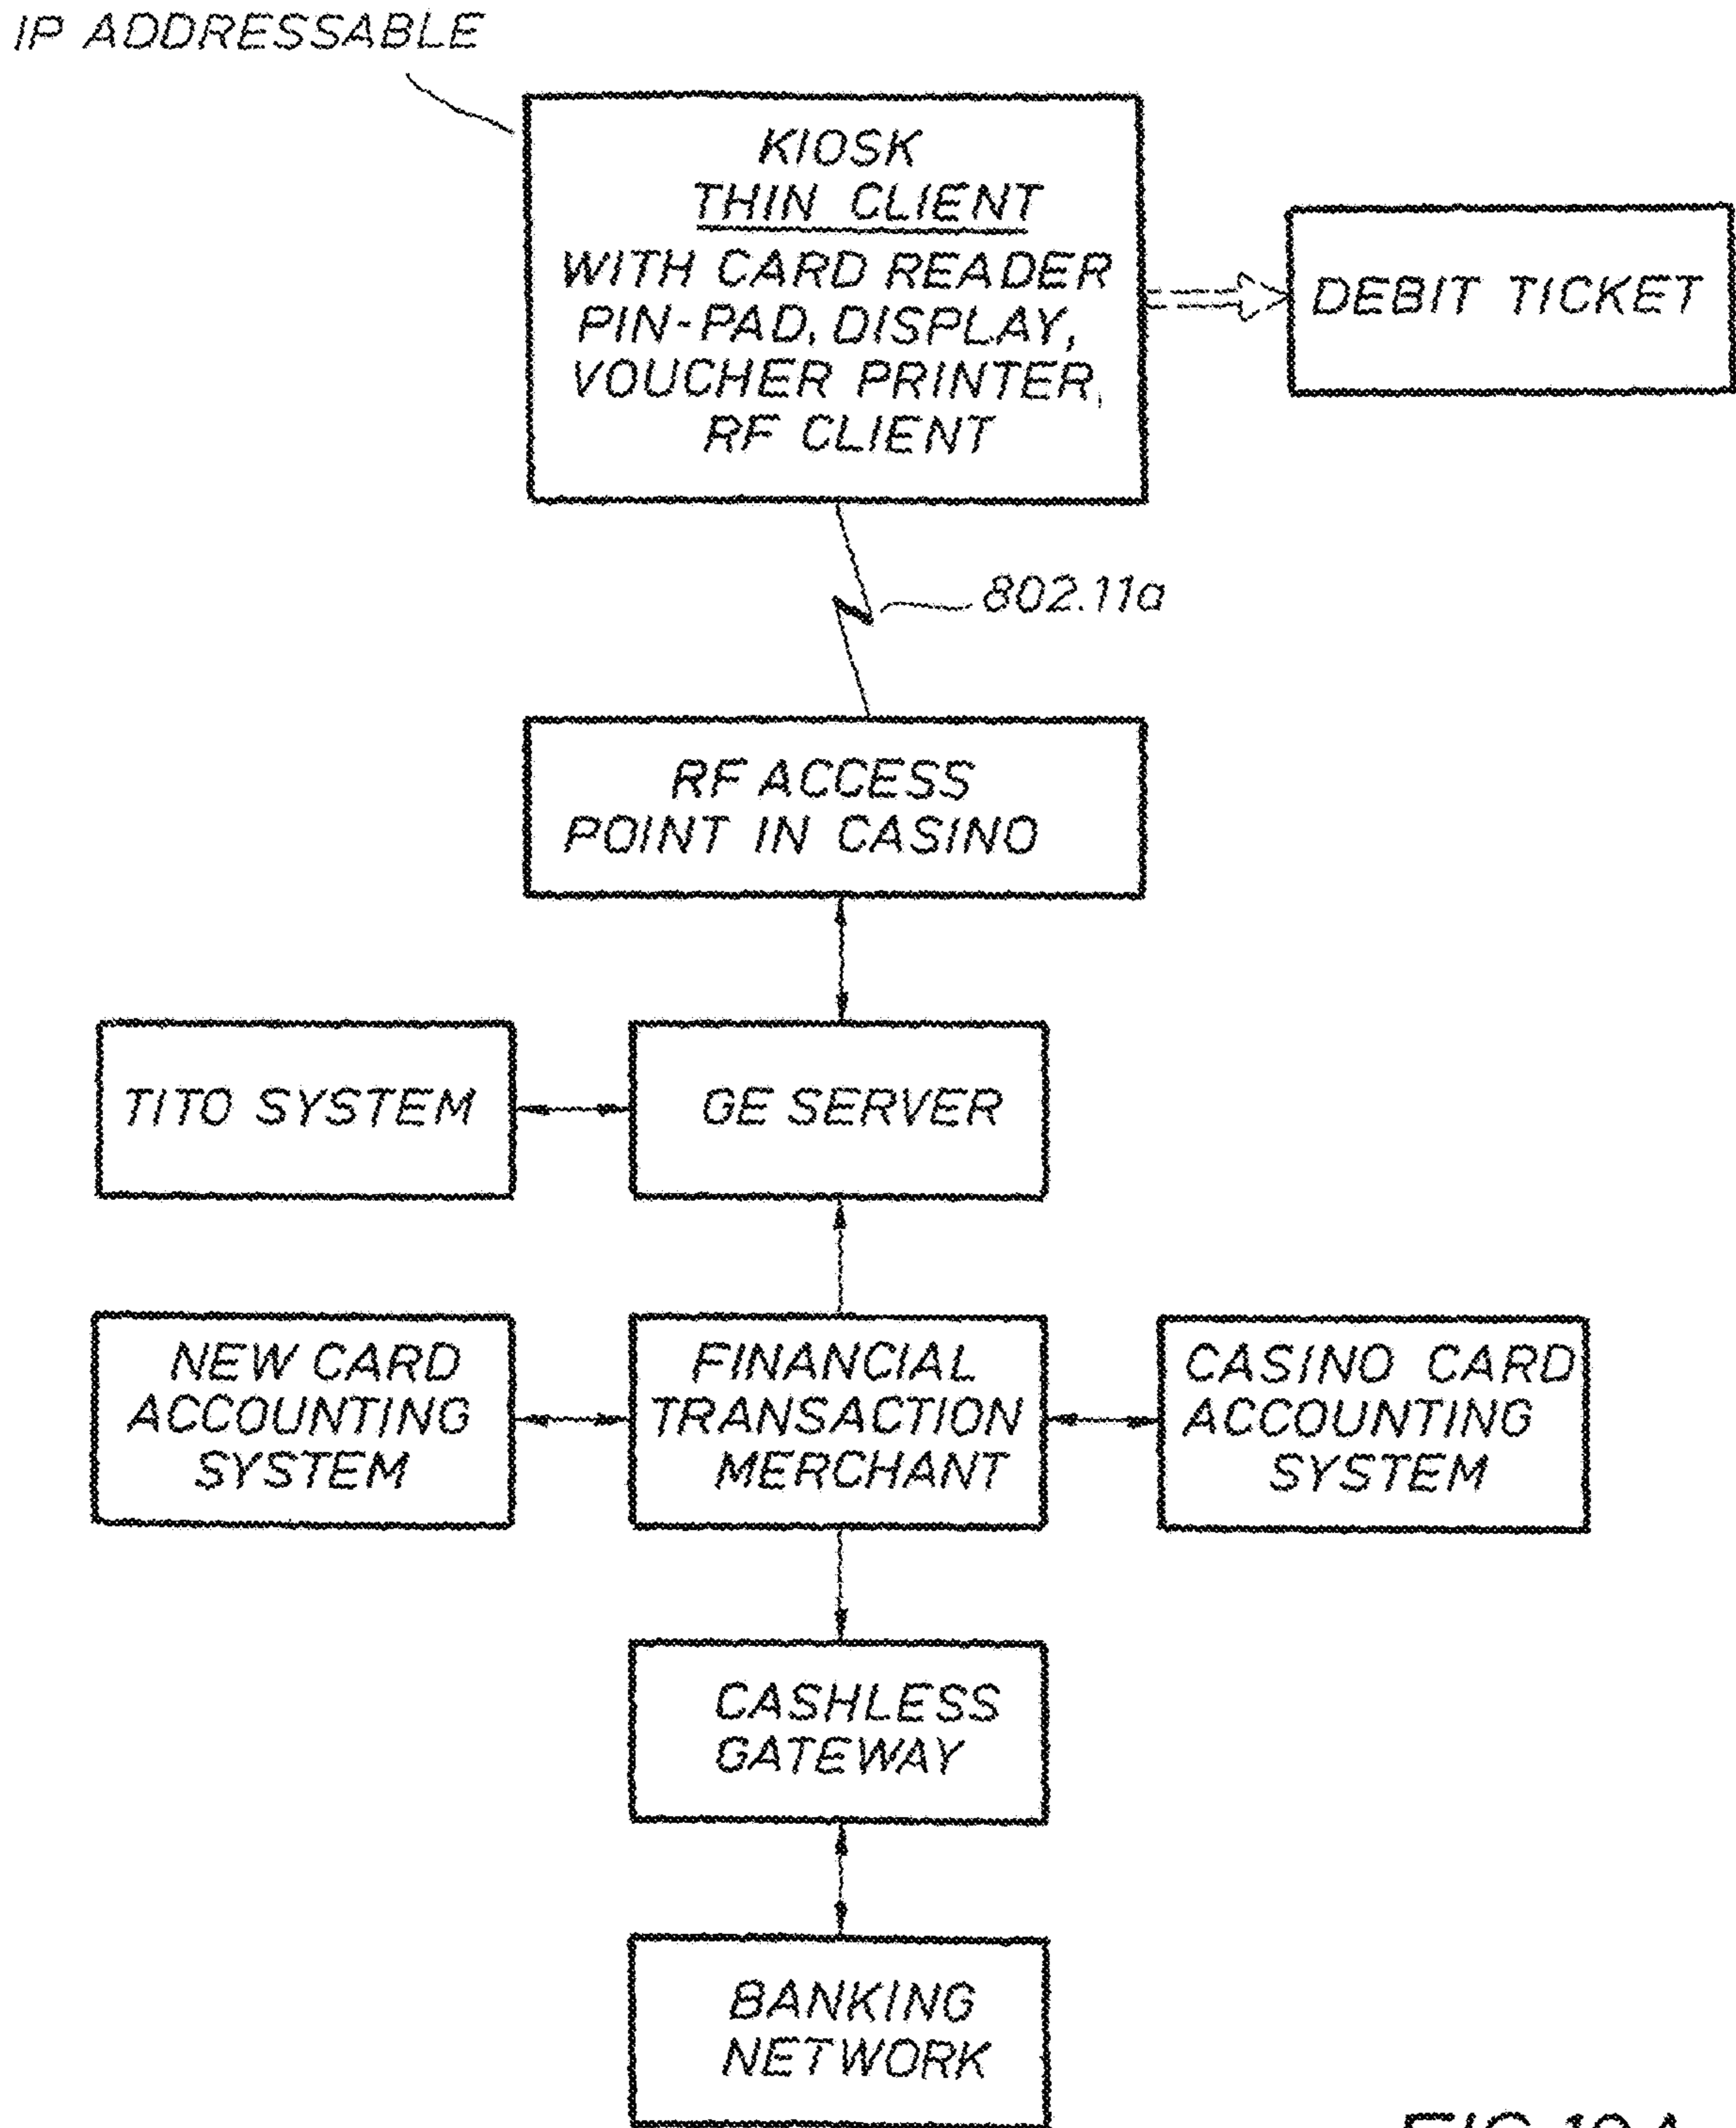 IP ADDRESSABLE
KIOSK
THIN CLIENT
WITH CARD READER
PIN-PAD, DISPLAY,
VOUCHER PRINTER,
RF CLIENT
DEBIT TICKET
802.11a
RF ACCESS
POINT IN CASINO
TITO SYSTEM
GE SERVER
NEW CARD
ACCOUNTING
SYSTEM
FINANCIAL
TRANSACTION
MERCHANT
CASINO CARD
ACCOUNTING
SYSTEM
CASHLESS
GATEWAY
BANKING
NETWORK